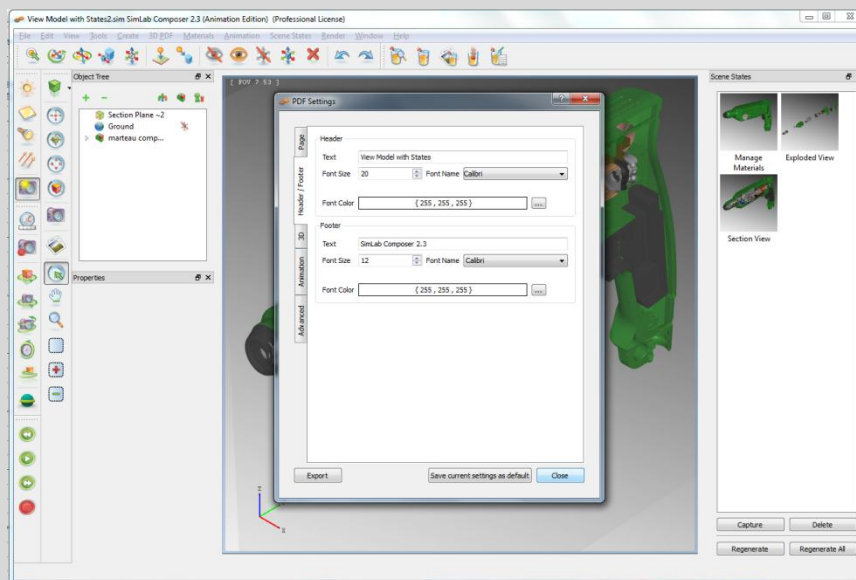 View Model with States2.sim SimLab Composer 2.3 (Animation Edition) (Professional License)
File Edit View Tools Create 3D PDF Materials Animation Scene States Render Window Help
Object Tree
Section Plane ~2
Ground
marteau comp...
Properties
[ FOV 7 53 ]
PDF Settings
Page
Header / Footer
3D
Animation
Advanced
Header
Text View Model with States
Font Size 20 Font Name Calibri
Font Color { 255 , 255 , 255 } ...
Footer
Text SimLab Composer 2.3
Font Size 12 Font Name Calibri
Font Color { 255 , 255 , 255 } ...
Export Save current settings as default Close
z
x
Scene States
Manage Materials
Exploded View
Section View
Capture Delete
Regenerate Regenerate All